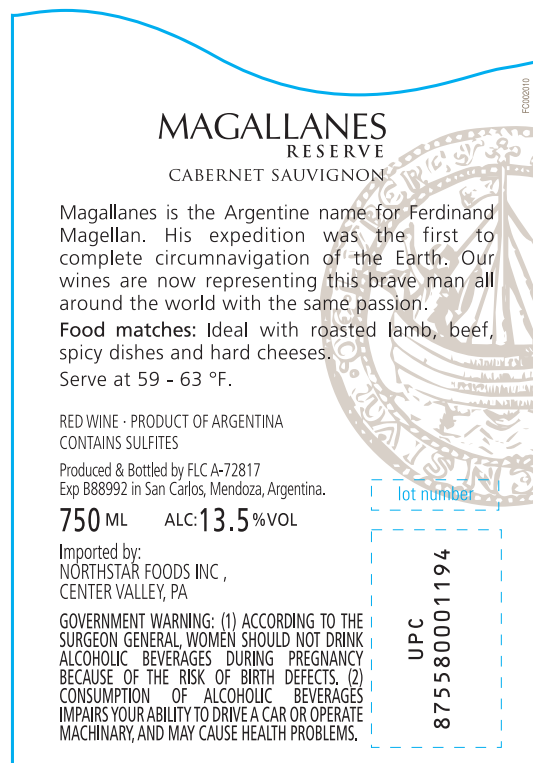 FC002010
MAGALLANES
RESERVE
CABERNET SAUVIGNON
Magallanes is the Argentine name for Ferdinand
Magellan. His expedition was the first to
complete circumnavigation of the Earth. Our
wines are now representing this brave man all
around the world with the same passion.
Food matches: Ideal with roasted lamb, beef,
spicy dishes and hard cheeses.
Serve at 59 - 63 °F.
RED WINE · PRODUCT OF ARGENTINA
CONTAINS SULFITES
Produced & Bottled by FLC A-72817
Exp B88992 in San Carlos, Mendoza, Argentina.
750 ML ALC:13.5%VOL
lot number
Imported by:
NORTHSTAR FOODS INC ,
CENTER VALLEY, PA
GOVERNMENT WARNING: (1) ACCORDING TO THE
SURGEON GENERAL, WOMEN SHOULD NOT DRINK
ALCOHOLIC BEVERAGES DURING PREGNANCY
BECAUSE OF THE RISK OF BIRTH DEFECTS. (2)
CONSUMPTION OF ALCOHOLIC BEVERAGES
IMPAIRS YOUR ABILITY TO DRIVE A CAR OR OPERATE
MACHINARY, AND MAY CAUSE HEALTH PROBLEMS.
UPC
875580001194